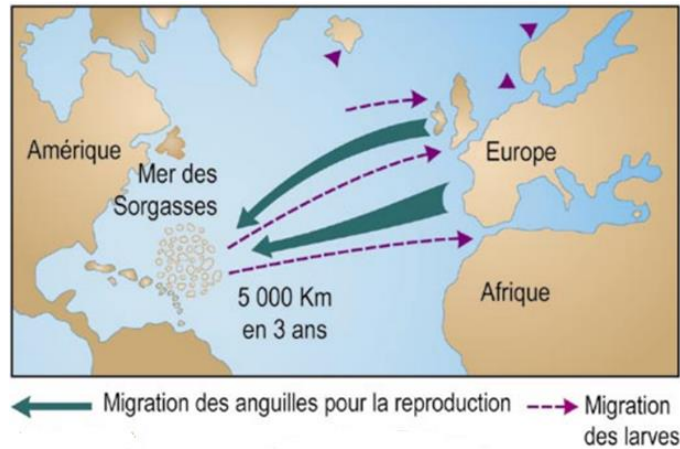 Amérique
Mer des
Sorgasses
Europe
5 000 Km
en 3 ans
Afrique
Migration des anguilles pour la reproduction
Migration
des larves